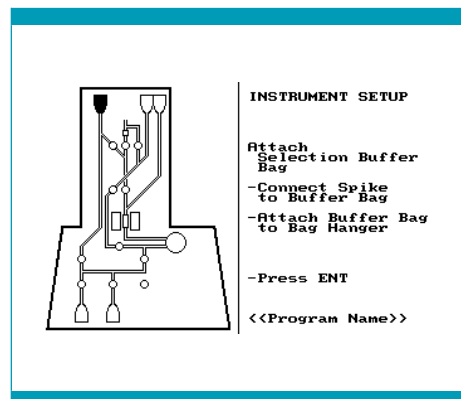 INSTRUMENT SETUP
Attach
Selection Buffer
Bag
-Connect Spike
to Buffer Bag
-Attach Buffer Bag
to Bag Hanger
-Press ENT
<<Program Name>>